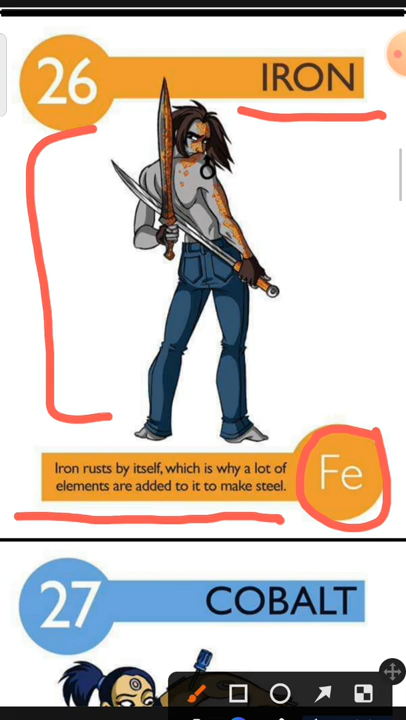 26
IRON
Iron rusts by itself, which is why a lot of
elements are added to it to make steel.
Fe
27
COBALT